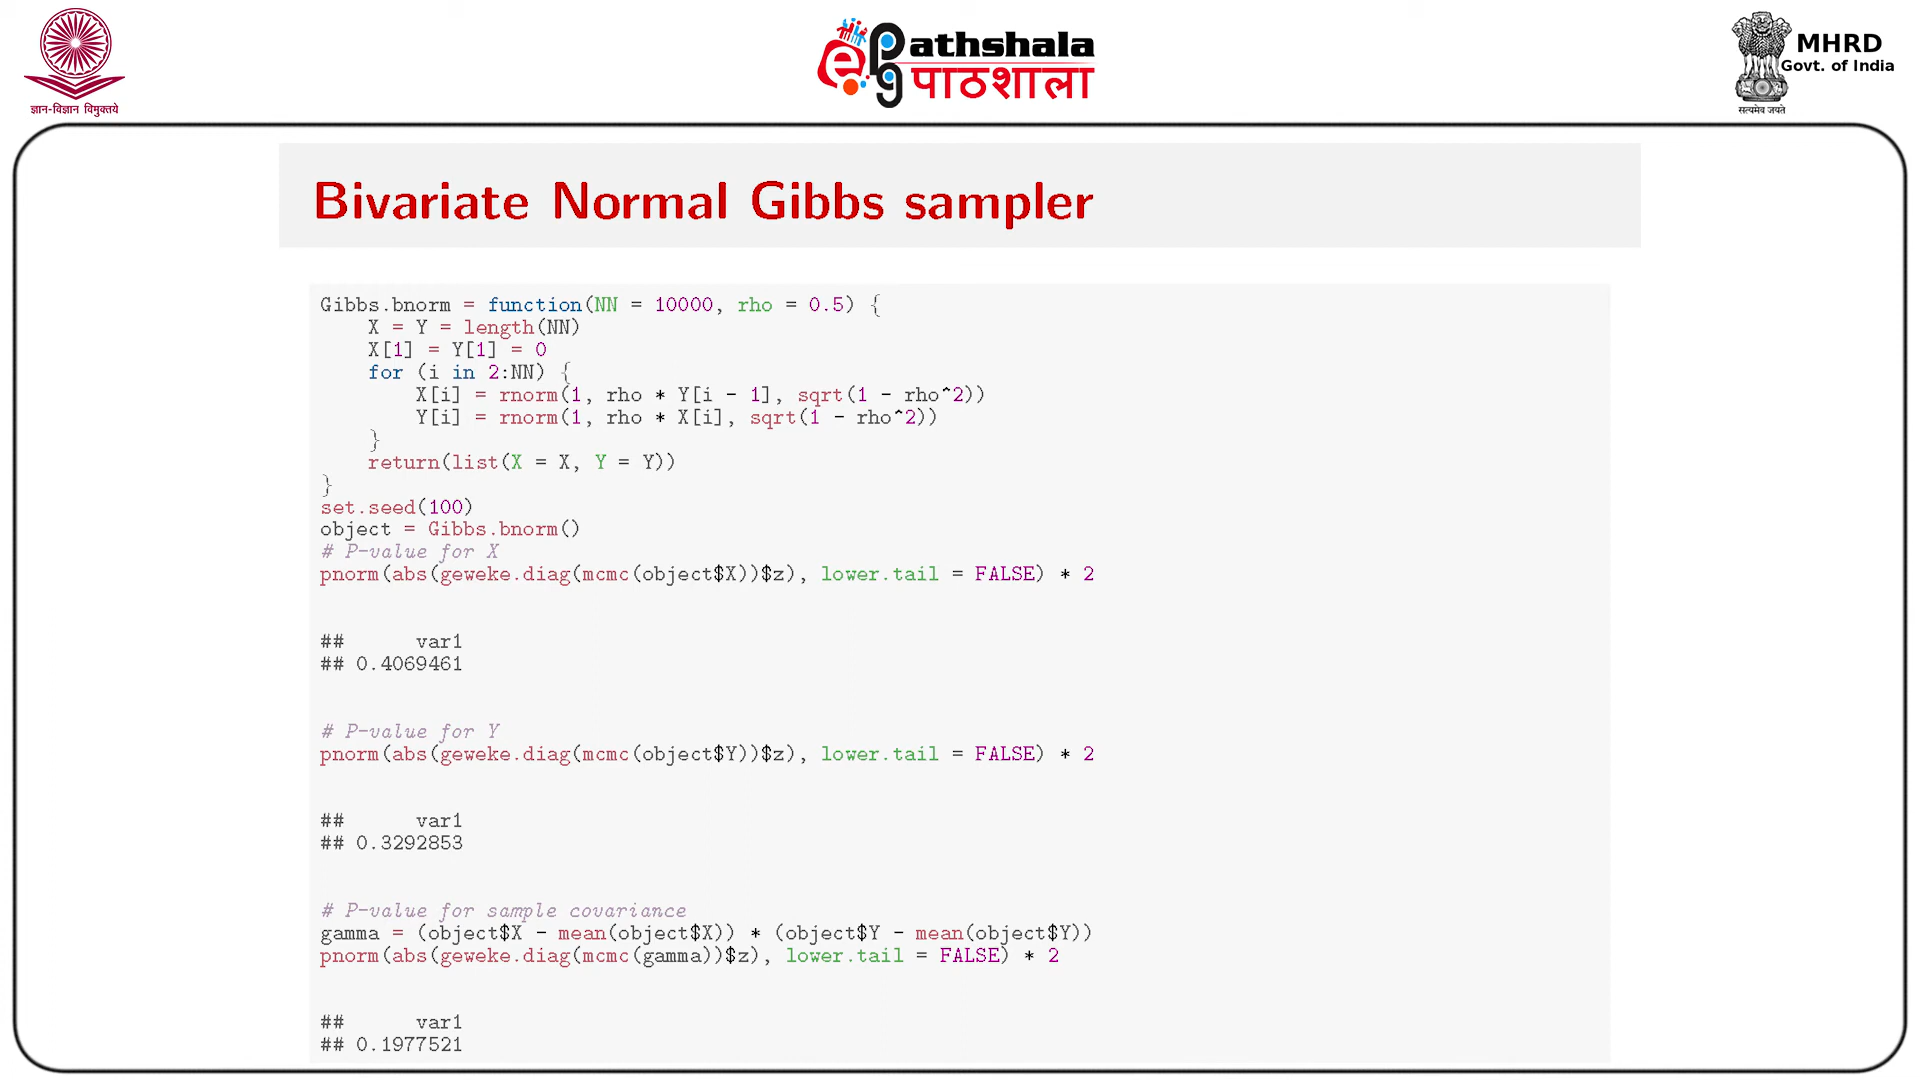 ज्ञान-विज्ञान विमुक्तये
ePathshala
पाठशाला
MHRD
Govt. of India
सत्यमेव जयते
Bivariate Normal Gibbs sampler
Gibbs.bnorm = function(NN = 10000, rho = 0.5) {
    X = Y = length(NN)
    X[1] = Y[1] = 0
    for (i in 2:NN) {
        X[i] = rnorm(1, rho * Y[i - 1], sqrt(1 - rho^2))
        Y[i] = rnorm(1, rho * X[i], sqrt(1 - rho^2))
    }
    return(list(X = X, Y = Y))
}
set.seed(100)
object = Gibbs.bnorm()
# P-value for X
pnorm(abs(geweke.diag(mcmc(object$X))$z), lower.tail = FALSE) * 2
##      var1
## 0.4069461
# P-value for Y
pnorm(abs(geweke.diag(mcmc(object$Y))$z), lower.tail = FALSE) * 2
##      var1
## 0.3292853
# P-value for sample covariance
gamma = (object$X - mean(object$X)) * (object$Y - mean(object$Y))
pnorm(abs(geweke.diag(mcmc(gamma))$z), lower.tail = FALSE) * 2
##      var1
## 0.1977521